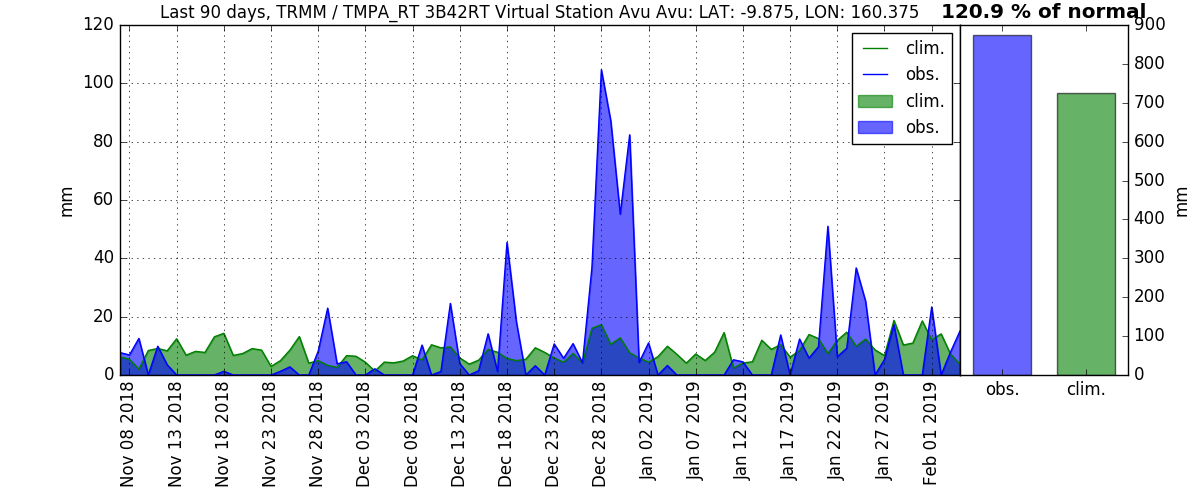 Last 90 days, TRMM / TMPA_RT 3B42RT Virtual Station Avu Avu: LAT: -9.875, LON: 160.375
120.9 % of normal
120
100
80
60
40
20
0
mm
clim.
obs.
clim.
obs.
900
800
700
600
500
400
300
200
100
0
mm
obs.
clim.
Nov 08 2018
Nov 13 2018
Nov 18 2018
Nov 23 2018
Nov 28 2018
Dec 03 2018
Dec 08 2018
Dec 13 2018
Dec 18 2018
Dec 23 2018
Dec 28 2018
Jan 02 2019
Jan 07 2019
Jan 12 2019
Jan 17 2019
Jan 22 2019
Jan 27 2019
Feb 01 2019